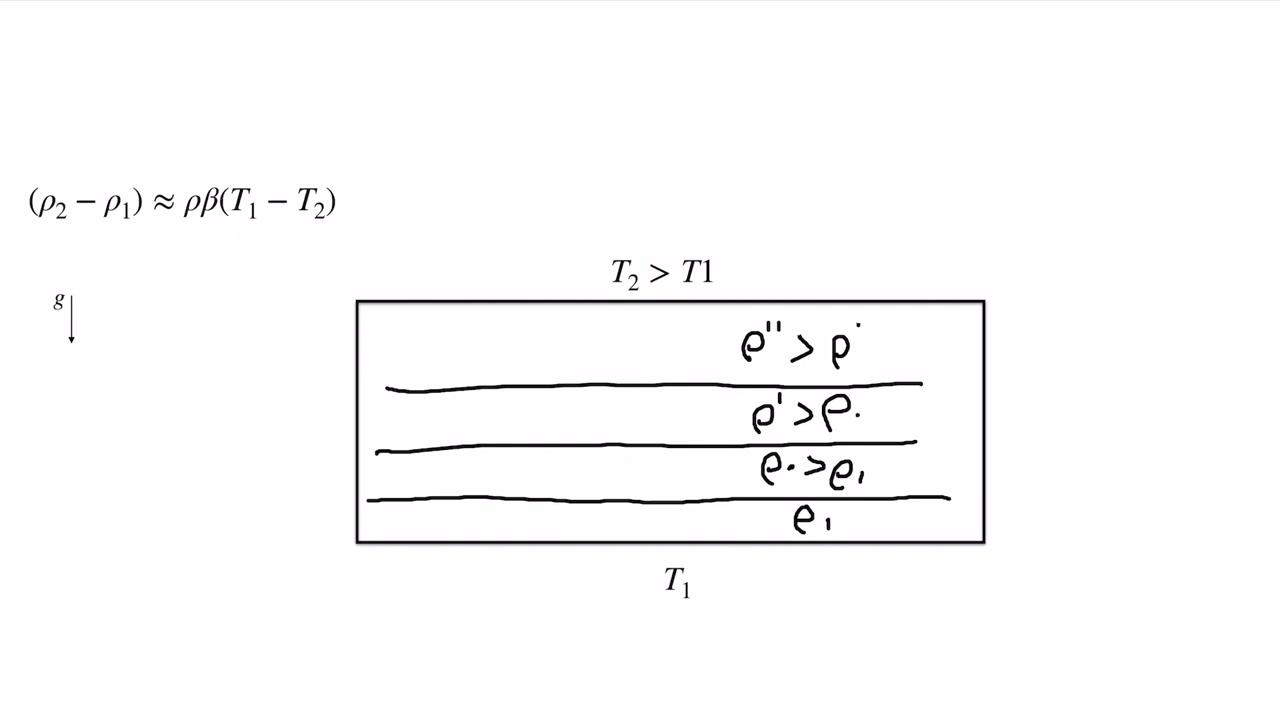 (ρ₂ − ρ₁) ≈ ρβ(T₁ − T₂)
g
T₂ > T1
ρ'' > ρ˙
ρ' > ρ.
ρ. > ρ₁
ρ₁
T₁